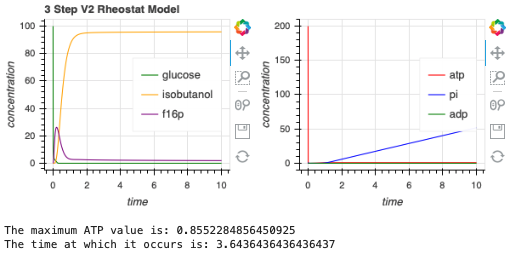 3 Step V2 Rheostat Model
concentration
100
80
60
40
20
0
glucose
isobutanol
f16p
0 2 4 6 8 10
time
concentration
200
150
100
50
0
atp
pi
adp
0 2 4 6 8 10
time
The maximum ATP value is: 0.8552284856450925
The time at which it occurs is: 3.6436436436436437